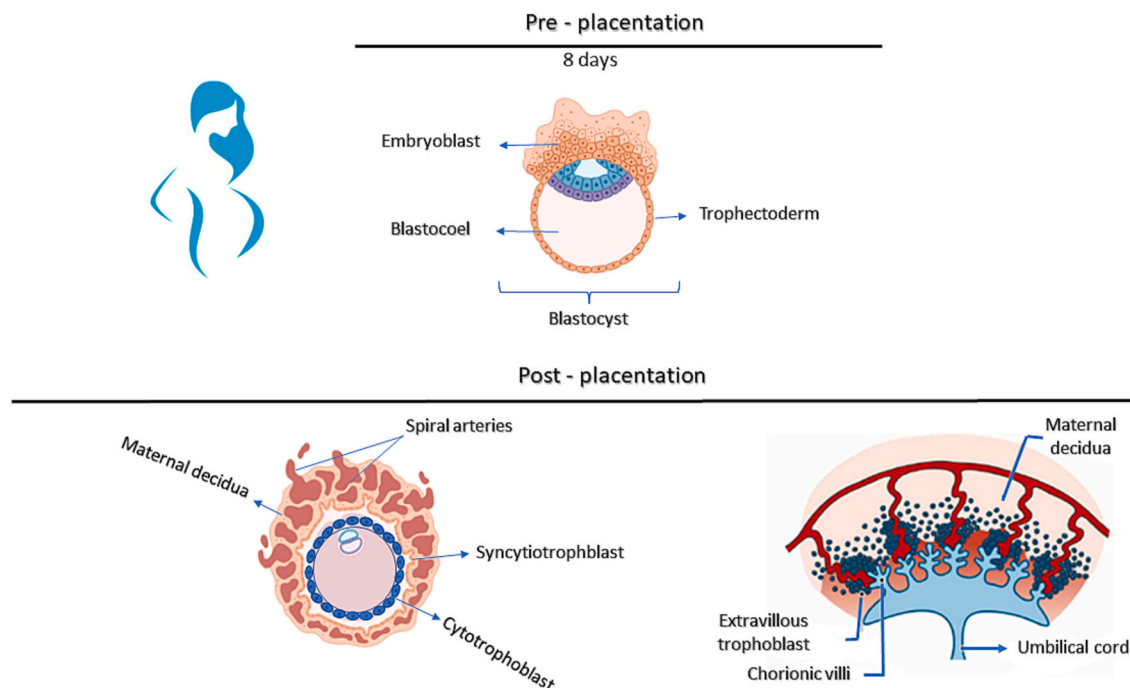 Pre - placentation
8 days
Embryoblast
Trophectoderm
Blastocoel
Blastocyst
Post - placentation
Spiral arteries
Maternal decidua
Syncytiotrophblast
Cytotrophoblast
Maternal
decidua
Extravillous
trophoblast
Chorionic villi
Umbilical cord